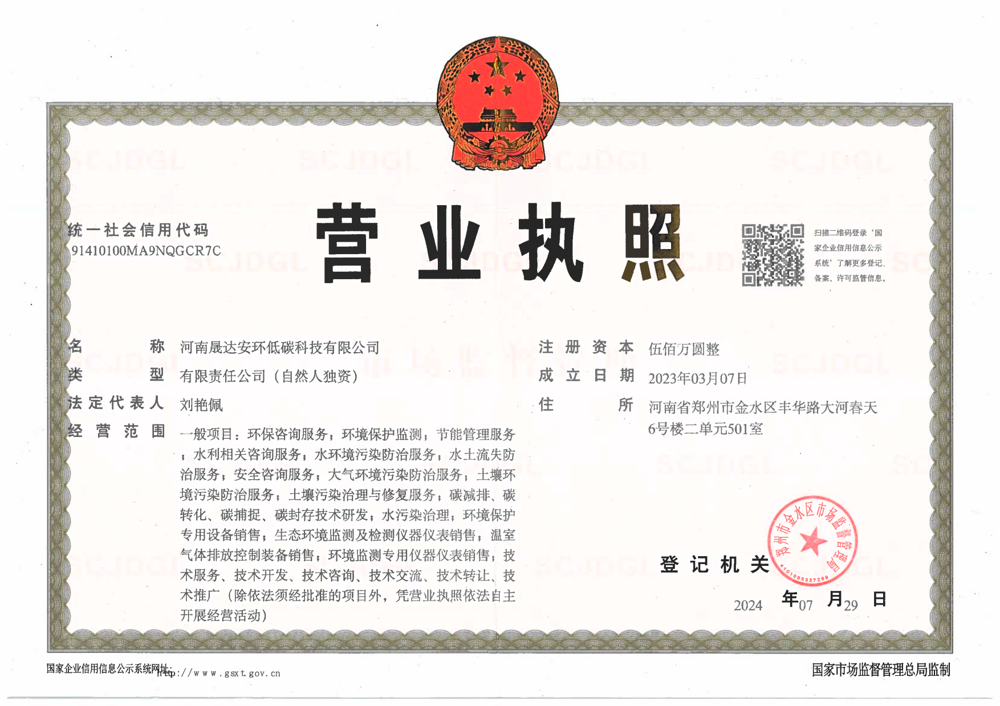 营业执照
统一社会信用代码
91410100MA9NQGCR7C
扫描二维码登录‘国
家企业信用信息公示
系统’了解更多登记、
备案、许可监管信息。
名称 河南晟达安环低碳科技有限公司
类型 有限责任公司（自然人独资）
法定代表人 刘艳佩
经营范围 一般项目：环保咨询服务；环境保护监测；节能管理服务
；水利相关咨询服务；水环境污染防治服务；水土流失防
治服务；安全咨询服务；大气环境污染防治服务；土壤环
境污染防治服务；土壤污染治理与修复服务；碳减排、碳
转化、碳捕捉、碳封存技术研发；水污染治理；环境保护
专用设备销售；生态环境监测及检测仪器仪表销售；温室
气体排放控制装备销售；环境监测专用仪器仪表销售；技
术服务、技术开发、技术咨询、技术交流、技术转让、技
术推广（除依法须经批准的项目外，凭营业执照依法自主
开展经营活动）
注册资本 伍佰万圆整
成立日期 2023年03月07日
住所 河南省郑州市金水区丰华路大河春天
6号楼二单元501室
登记机关
郑州市金水区市场监督管理局
4101055337289
2024 年07 月29 日
国家企业信用信息公示系统网址：http://www.gsxt.gov.cn
国家市场监督管理总局监制